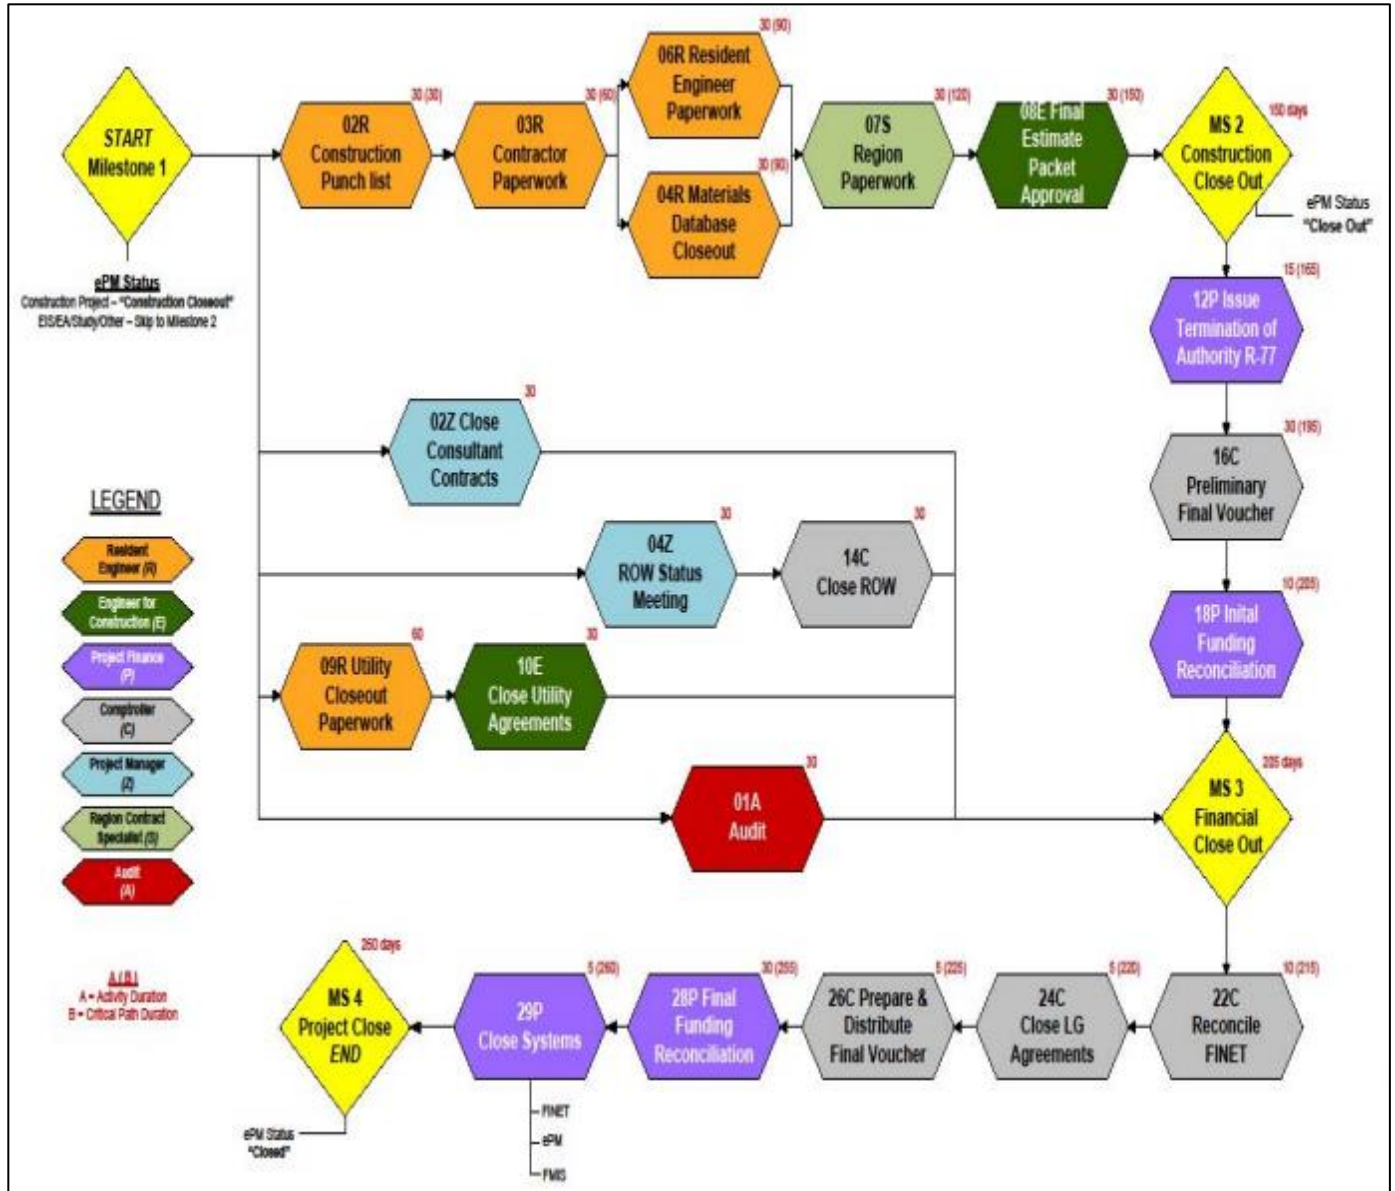 START
Milestone 1
ePM Status
Construction Project – "Construction Closeout"
EIS/EA/Study/Other – Skip to Milestone 2
30 (30)
02R
Construction
Punch list
30 (60)
03R
Contractor
Paperwork
30 (90)
06R Resident
Engineer
Paperwork
30 (90)
04R Materials
Database
Closeout
30 (120)
07S
Region
Paperwork
30 (150)
08E Final
Estimate
Packet
Approval
150 days
MS 2
Construction
Close Out
ePM Status
"Close Out"
15 (165)
12P Issue
Termination of
Authority R-77
30 (195)
16C
Preliminary
Final Voucher
10 (205)
18P Inital
Funding
Reconciliation
205 days
MS 3
Financial
Close Out
30
02Z Close
Consultant
Contracts
30
04Z
ROW Status
Meeting
30
14C
Close ROW
60
09R Utility
Closeout
Paperwork
30
10E
Close Utility
Agreements
30
01A
Audit
LEGEND
Resident
Engineer (R)
Engineer for
Construction (E)
Project Finance
(P)
Comptroller
(C)
Project Manager
(Z)
Region Contract
Specialist (S)
Audit
(A)
A ( B )
A = Activity Duration
B = Critical Path Duration
260 days
MS 4
Project Close
END
ePM Status
"Closed"
5 (260)
29P
Close Systems
FINET
ePM
FMIS
30 (255)
28P Final
Funding
Reconciliation
5 (225)
26C Prepare &
Distribute
Final Voucher
5 (220)
24C
Close LG
Agreements
10 (215)
22C
Reconcile
FINET